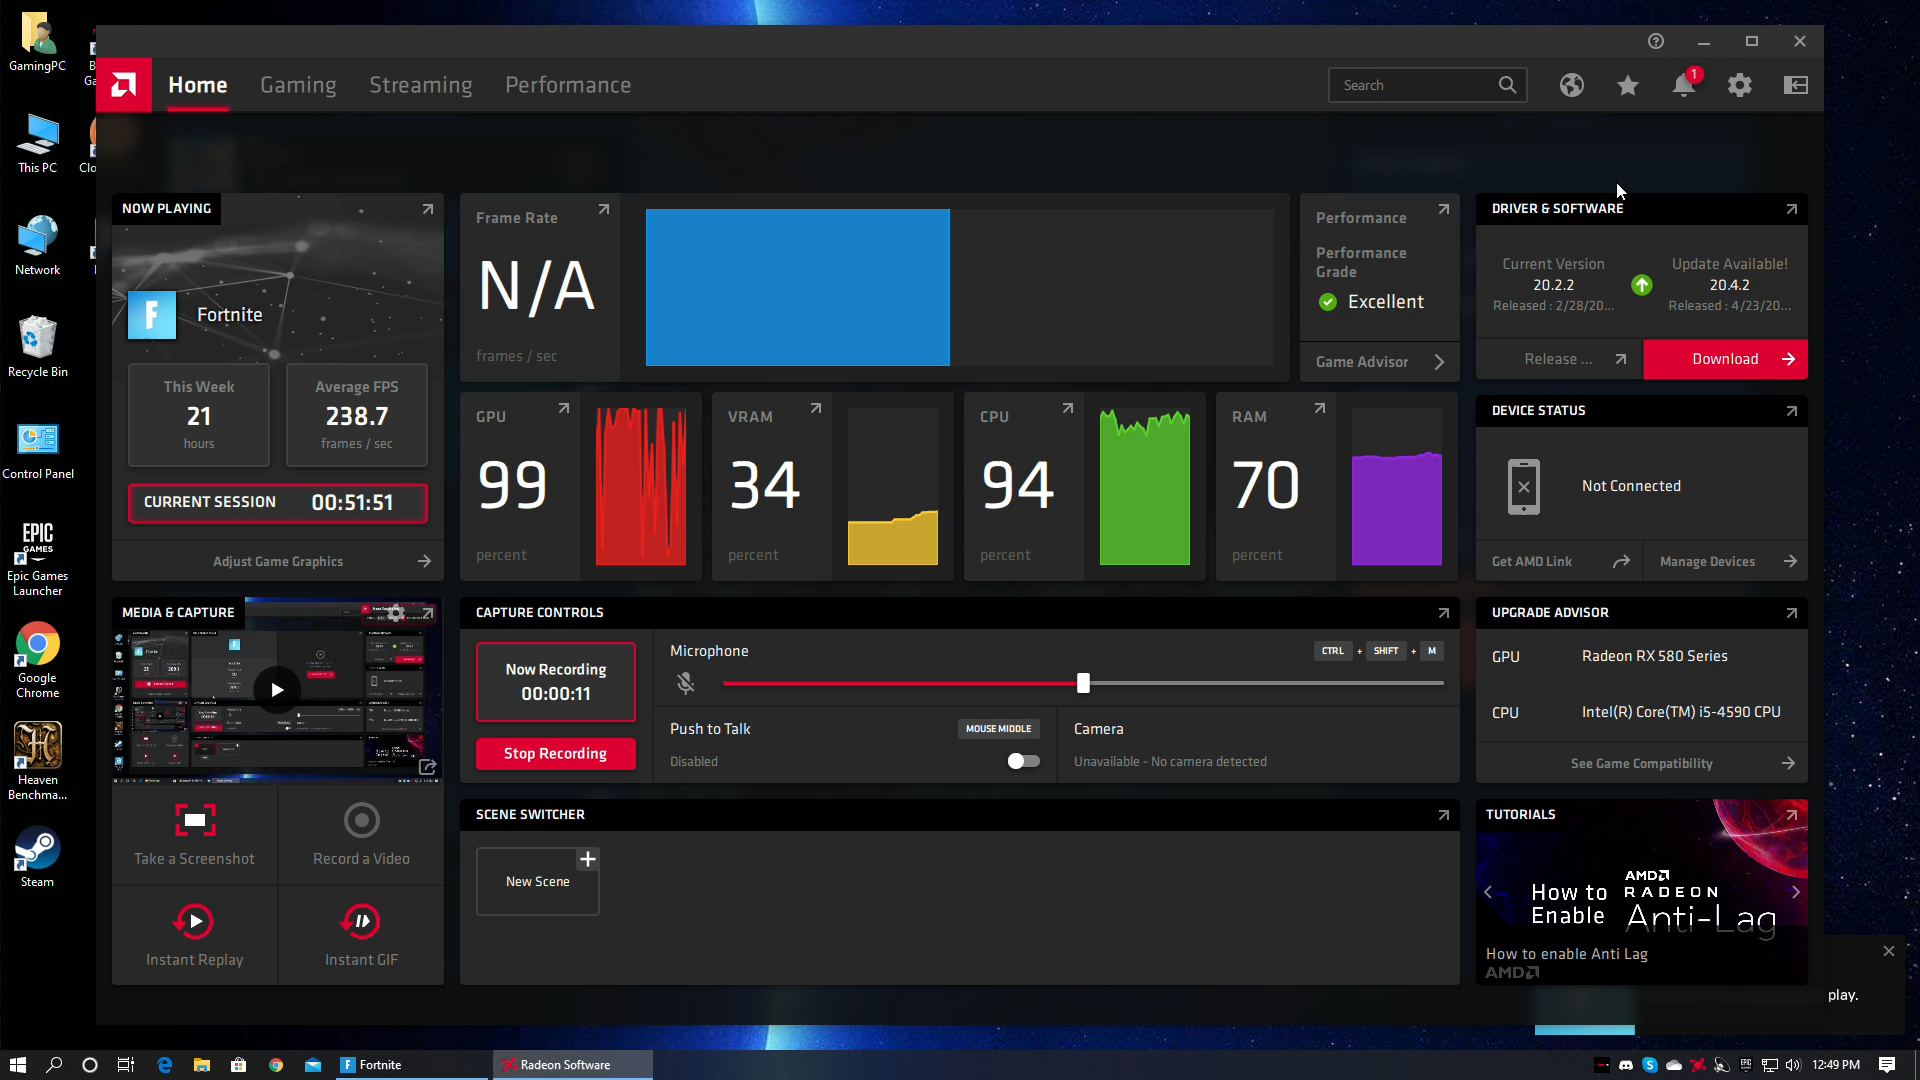 GamingPC
This PC
Network
Recycle Bin
Control Panel
EPIC
GAMES
Epic Games
Launcher
Google
Chrome
Heaven
Benchma...
Steam
B
Ga
Clo
Home
Gaming
Streaming
Performance
Search
1
NOW PLAYING
F
Fortnite
This Week
21
hours
Average FPS
238.7
frames / sec
CURRENT SESSION 00:51:51
Adjust Game Graphics
Frame Rate
N/A
frames / sec
Performance
Performance
Grade
Excellent
Game Advisor
DRIVER & SOFTWARE
Current Version
20.2.2
Released : 2/28/20...
Update Available!
20.4.2
Released : 4/23/20...
Release ...
Download
GPU
99
percent
VRAM
34
percent
CPU
94
percent
RAM
70
percent
DEVICE STATUS
Not Connected
Get AMD Link
Manage Devices
MEDIA & CAPTURE
Take a Screenshot
Record a Video
Instant Replay
Instant GIF
CAPTURE CONTROLS
Now Recording
00:00:11
Stop Recording
Microphone
CTRL + SHIFT + M
Push to Talk
MOUSE MIDDLE
Disabled
Camera
Unavailable - No camera detected
SCENE SWITCHER
New Scene
UPGRADE ADVISOR
GPU Radeon RX 580 Series
CPU Intel(R) Core(TM) i5-4590 CPU
See Game Compatibility
TUTORIALS
How to
Enable
AMD
RADEON
Anti-Lag
How to enable Anti Lag
AMD
play.
Fortnite
Radeon Software
12:49 PM